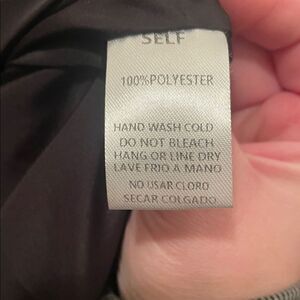 SELF
100%POLYESTER
HAND WASH COLD
DO NOT BLEACH
HANG OR LINE DRY
LAVE FRIO A MANO
NO USAR CLORO
SECAR COLGADO